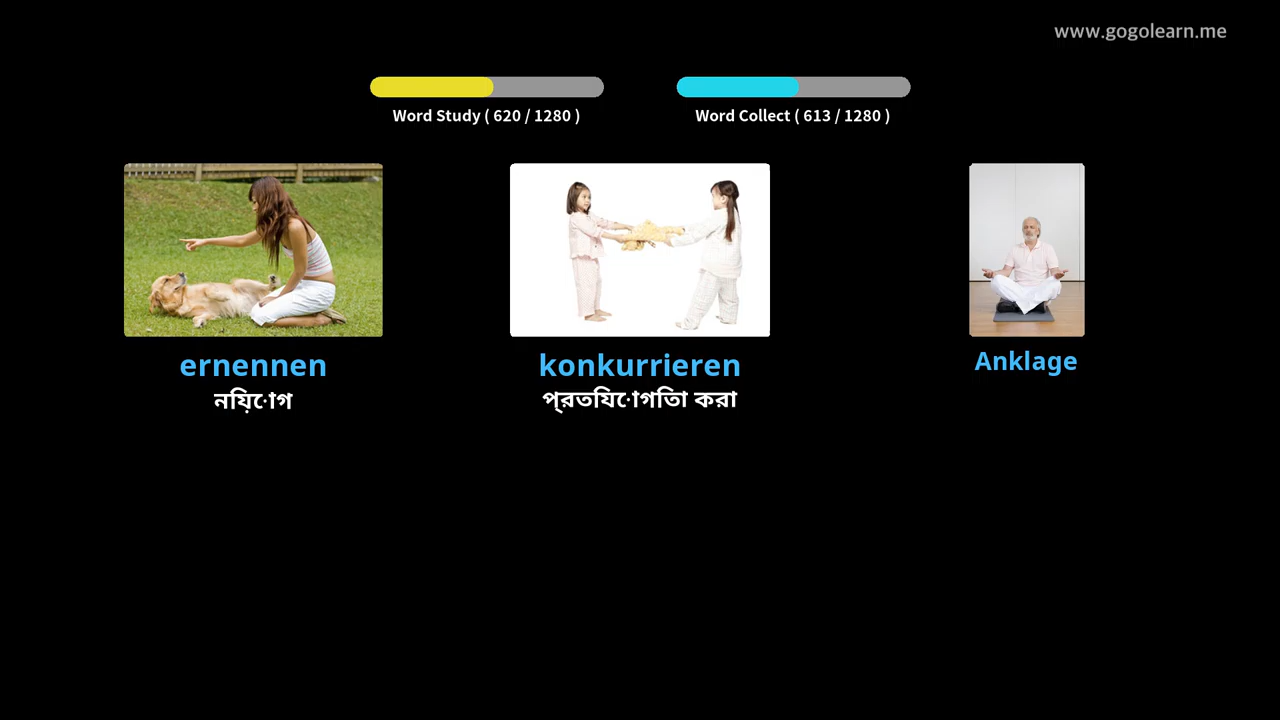 www.gogolearn.me
Word Study ( 620 / 1280 )
Word Collect ( 613 / 1280 )
ernennen
konkurrieren
Anklage
নিয়োগ
প্রতিযোগিতা করা